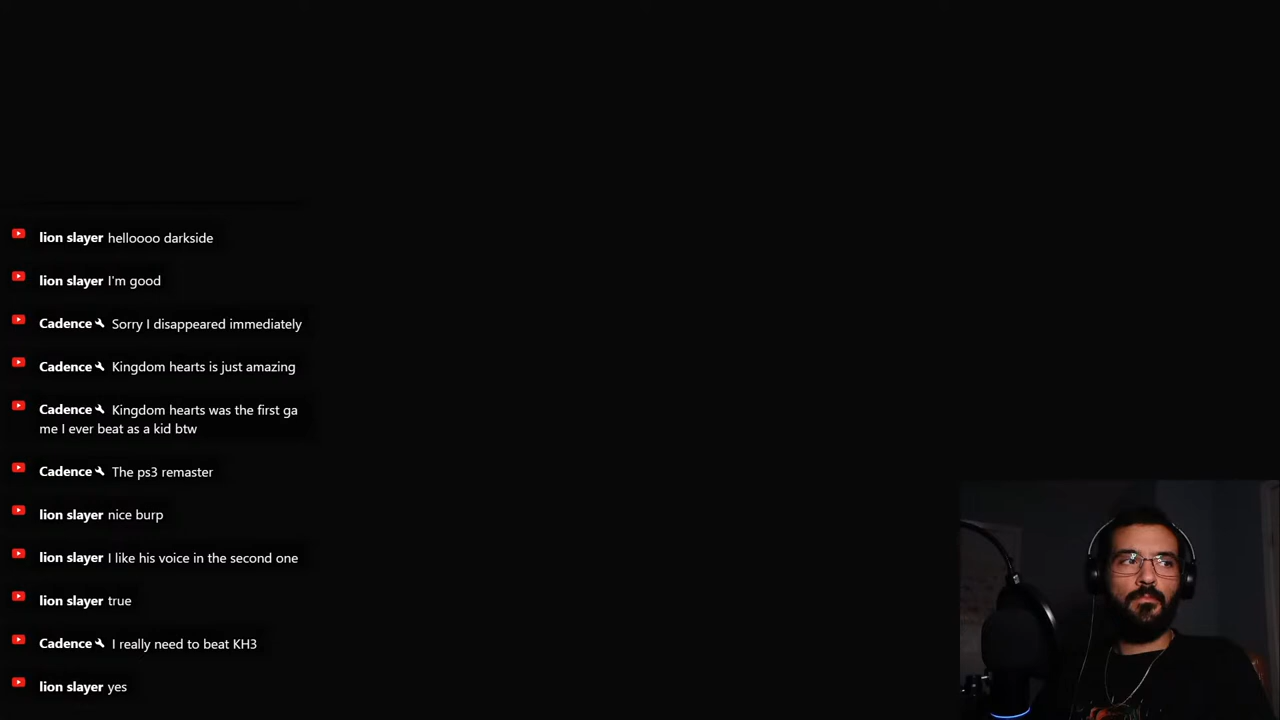 lion slayer helloooo darkside
lion slayer I'm good
Cadence Sorry I disappeared immediately
Cadence Kingdom hearts is just amazing
Cadence Kingdom hearts was the first ga
me I ever beat as a kid btw
Cadence The ps3 remaster
lion slayer nice burp
lion slayer I like his voice in the second one
lion slayer true
Cadence I really need to beat KH3
lion slayer yes